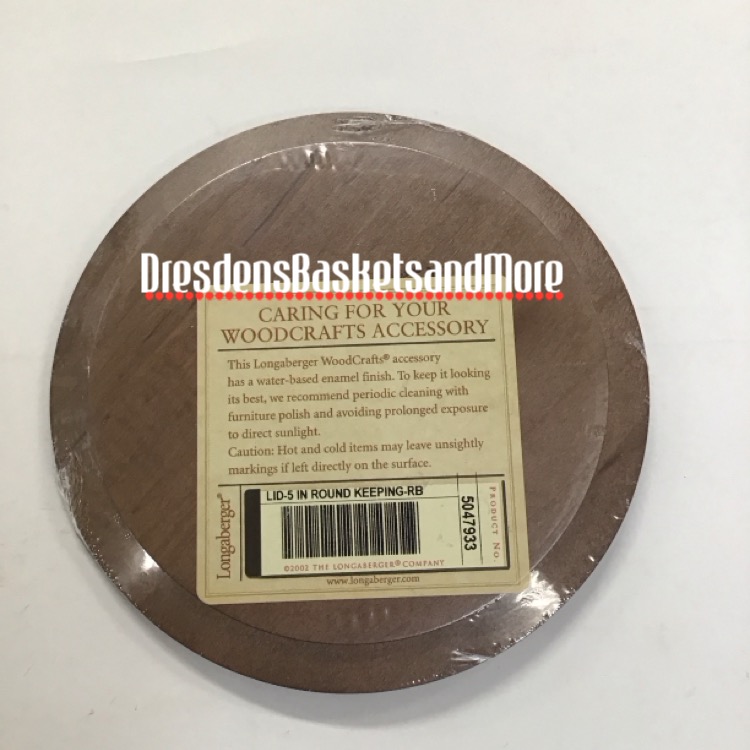 DresdensBasketsandMore
CARING FOR YOUR
WOODCRAFTS ACCESSORY
This Longaberger WoodCrafts® accessory
has a water-based enamel finish. To keep it looking
its best, we recommend periodic cleaning with
furniture polish and avoiding prolonged exposure
to direct sunlight.
Caution: Hot and cold items may leave unsightly
markings if left directly on the surface.
Longaberger®
LID-5 IN ROUND KEEPING-RB
5047933
PRODUCT NO.
©2002 THE LONGABERGER® COMPANY
www.longaberger.com